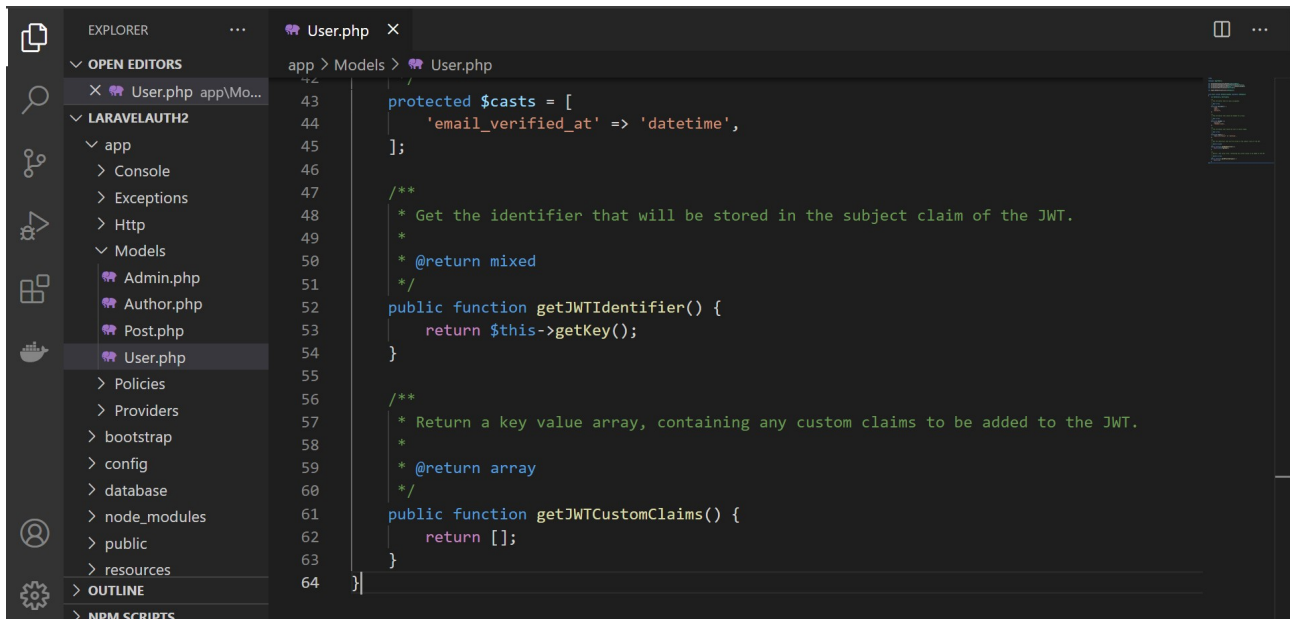 EXPLORER
···
User.php
OPEN EDITORS
User.php app\Mo...
LARAVELAUTH2
app
Console
Exceptions
Http
Models
Admin.php
Author.php
Post.php
User.php
Policies
Providers
bootstrap
config
database
node_modules
public
resources
OUTLINE
NPM SCRIPTS
app > Models > User.php
42 */
43 protected $casts = [
44 'email_verified_at' => 'datetime',
45 ];
46
47 /**
48 * Get the identifier that will be stored in the subject claim of the JWT.
49 *
50 * @return mixed
51 */
52 public function getJWTIdentifier() {
53 return $this->getKey();
54 }
55
56 /**
57 * Return a key value array, containing any custom claims to be added to the JWT.
58 *
59 * @return array
60 */
61 public function getJWTCustomClaims() {
62 return [];
63 }
64 }